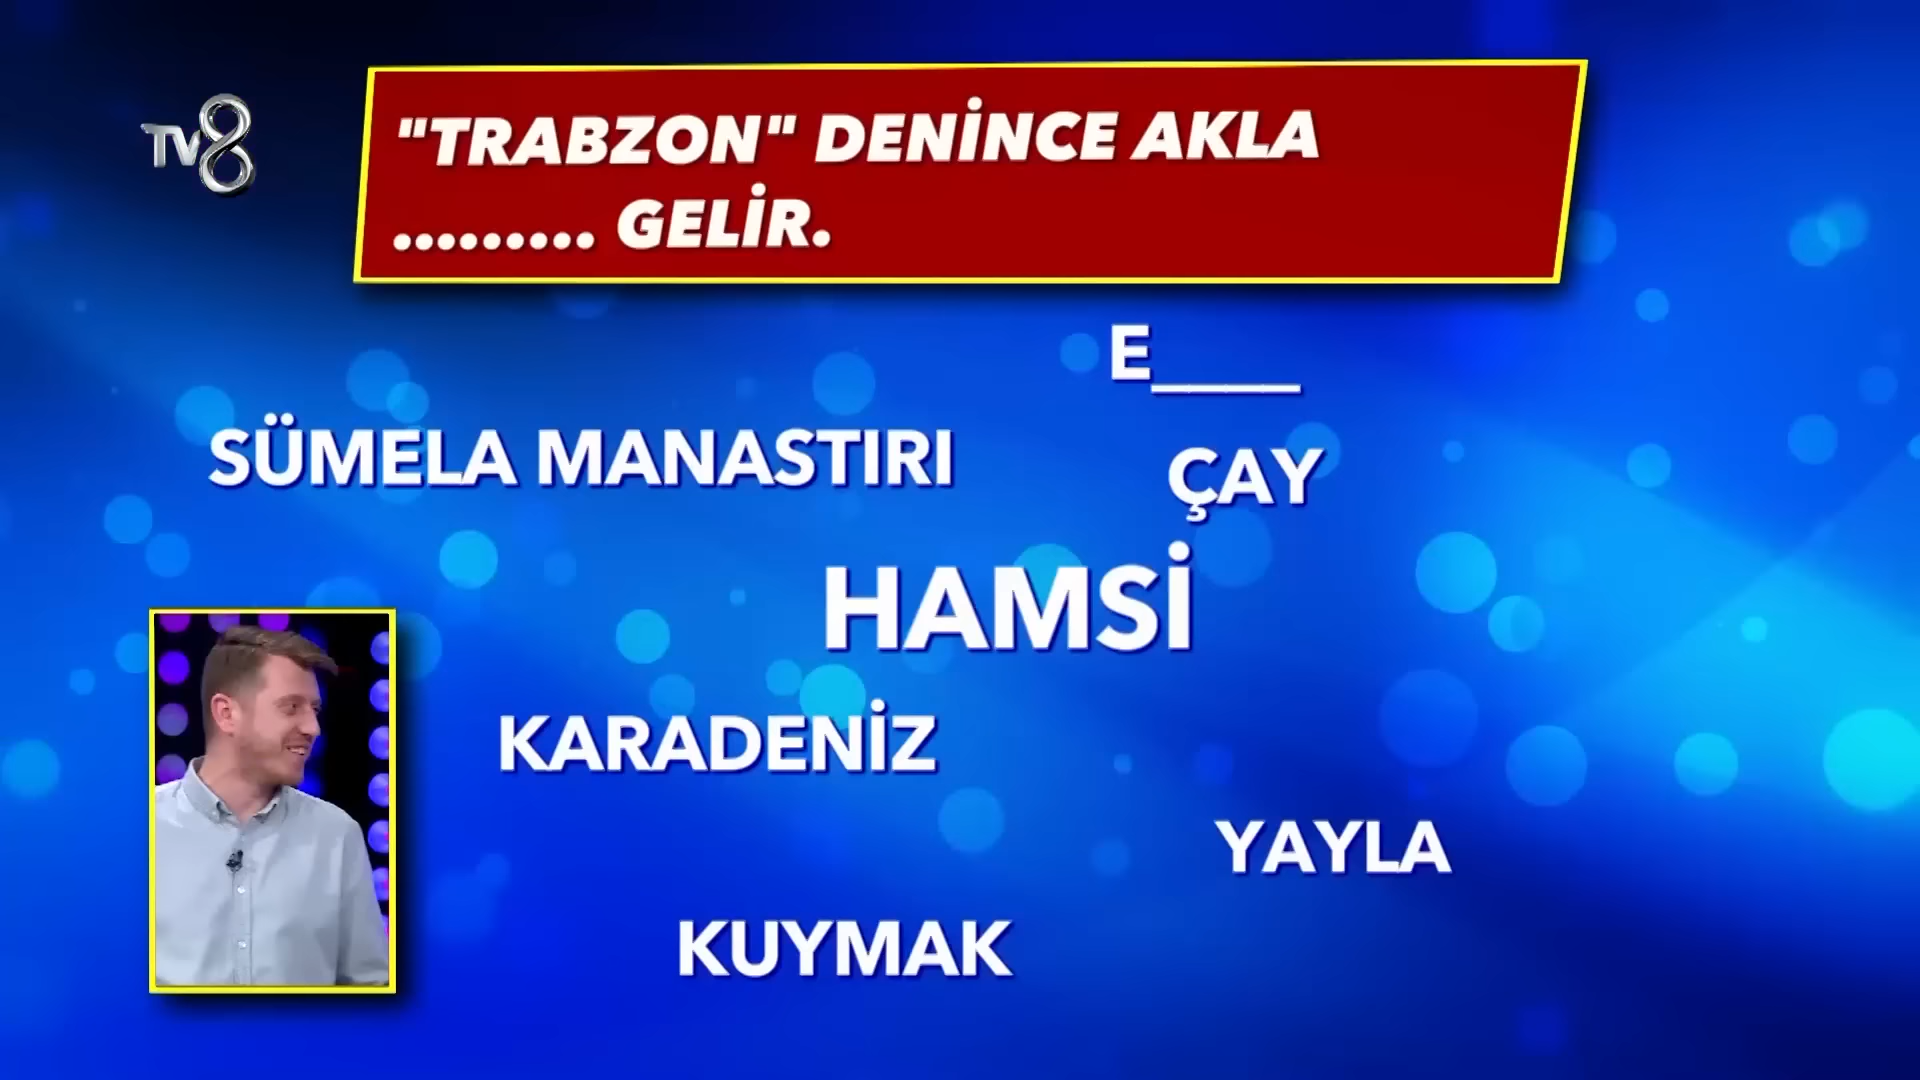 TV8
"TRABZON" DENİNCE AKLA
......... GELİR.
E____
SÜMELA MANASTIRI
ÇAY
HAMSİ
KARADENİZ
YAYLA
KUYMAK